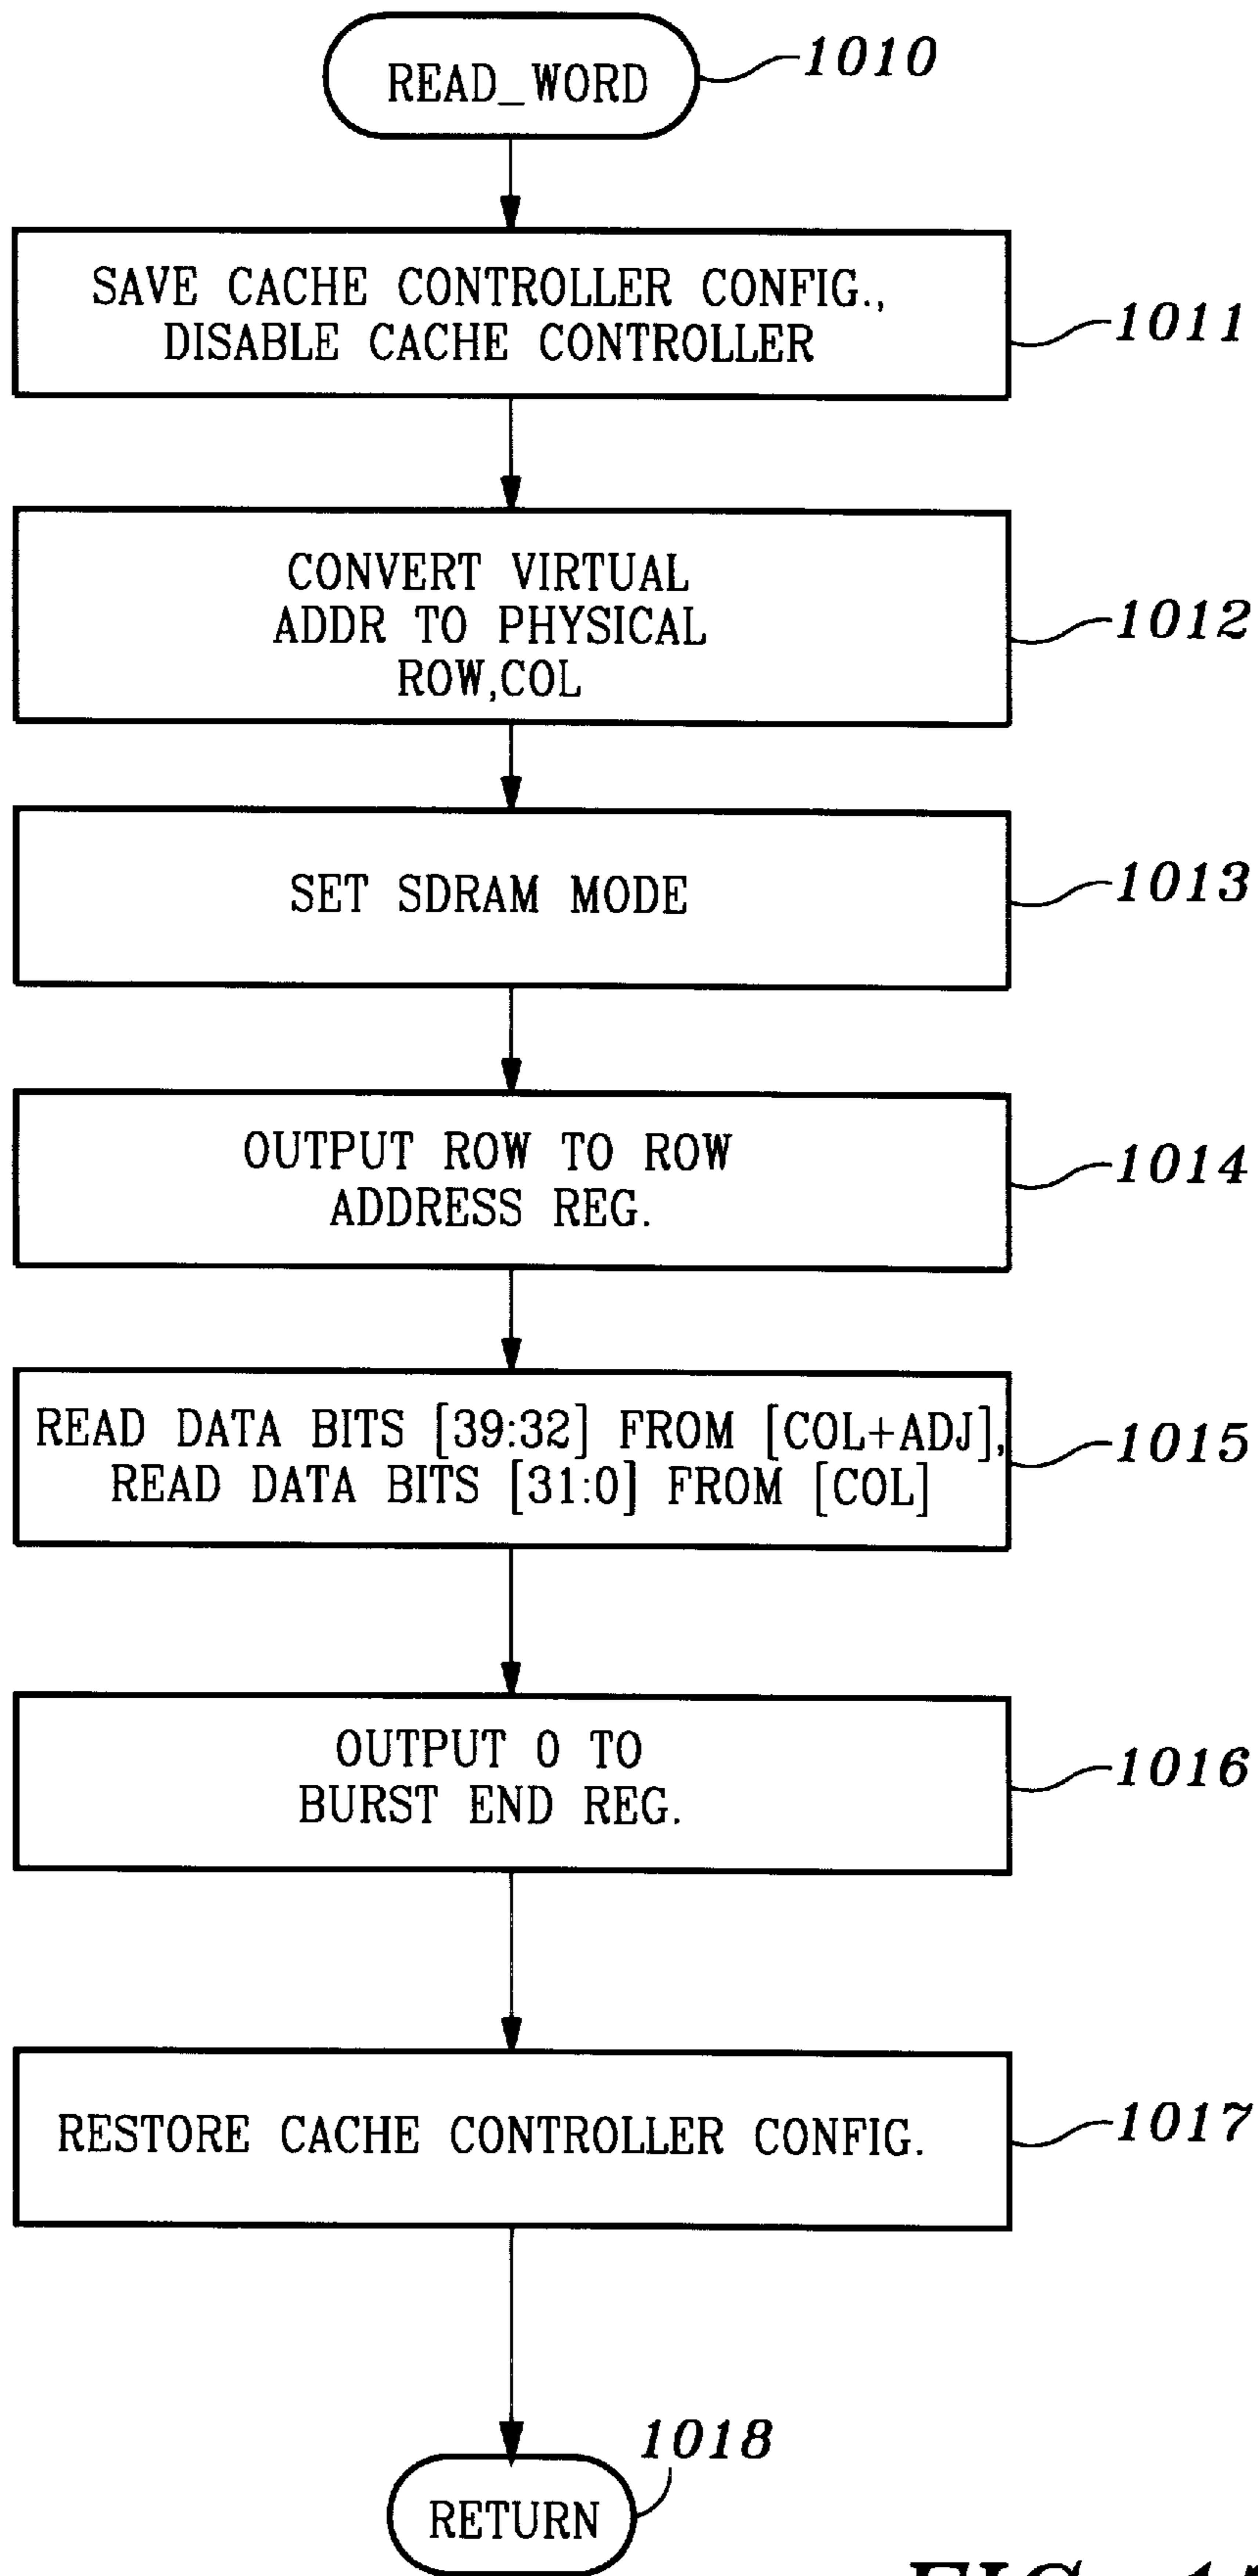 READ_WORD
1010
SAVE CACHE CONTROLLER CONFIG.,
DISABLE CACHE CONTROLLER
1011
CONVERT VIRTUAL
ADDR TO PHYSICAL
ROW,COL
1012
SET SDRAM MODE
1013
OUTPUT ROW TO ROW
ADDRESS REG.
1014
READ DATA BITS [39:32] FROM [COL+ADJ],
READ DATA BITS [31:0] FROM [COL]
1015
OUTPUT 0 TO
BURST END REG.
1016
RESTORE CACHE CONTROLLER CONFIG.
1017
1018
RETURN